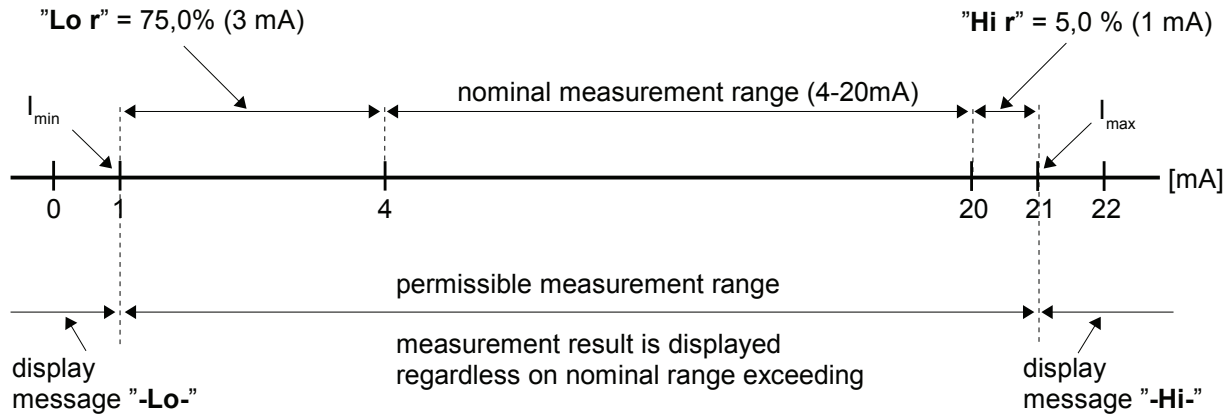 "Lo r" = 75,0% (3 mA)
"Hi r" = 5,0 % (1 mA)
nominal measurement range (4-20mA)
Imin
Imax
[mA]
0
1
4
20
21
22
permissible measurement range
measurement result is displayed
regardless on nominal range exceeding
display
message "-Lo-"
display
message "-Hi-"